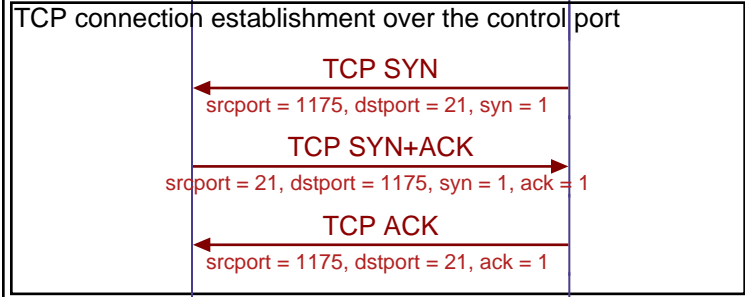 TCP connection establishment over the control port
TCP SYN
srcport = 1175, dstport = 21, syn = 1
TCP SYN+ACK
srcport = 21, dstport = 1175, syn = 1, ack = 1
TCP ACK
srcport = 1175, dstport = 21, ack = 1